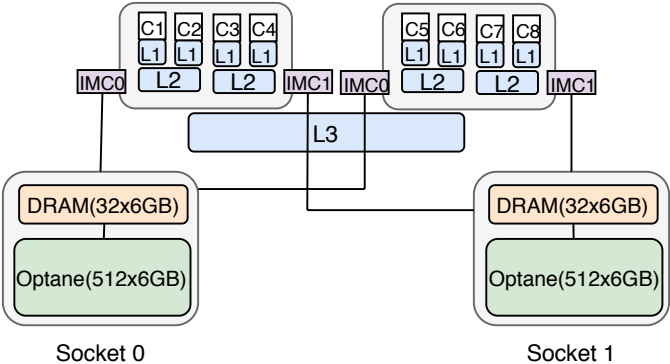 C1 C2 C3 C4
L1 L1 L1 L1
L2 L2
IMC0 IMC1
C5 C6 C7 C8
L1 L1 L1 L1
L2 L2
IMC0 IMC1
L3
DRAM(32x6GB)
Optane(512x6GB)
Socket 0
DRAM(32x6GB)
Optane(512x6GB)
Socket 1